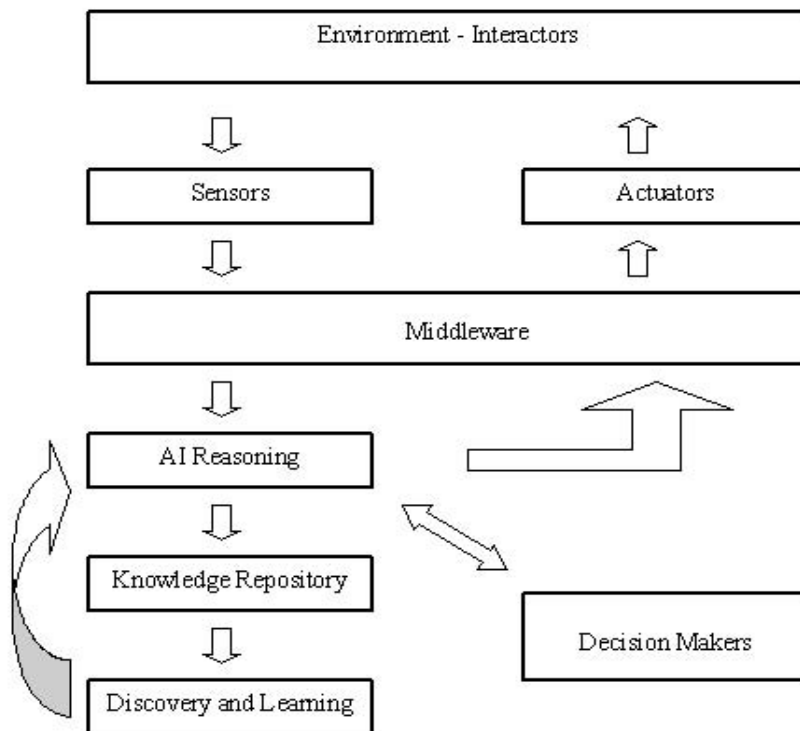 Environment - Interactors
Sensors
Actuators
Middleware
AI Reasoning
Knowledge Repository
Decision Makers
Discovery and Learning